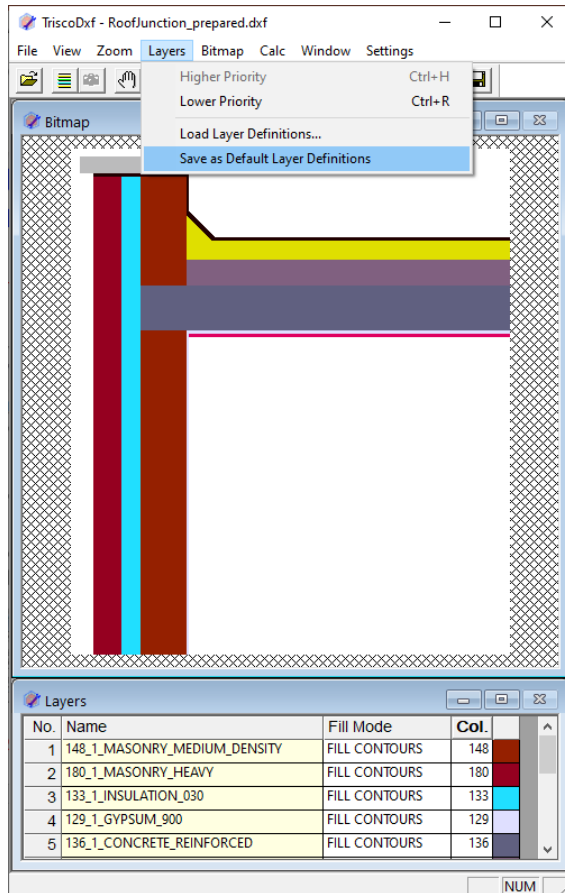 TriscoDxf - RoofJunction_prepared.dxf
File View Zoom Layers Bitmap Calc Window Settings
Higher Priority Ctrl+H
Lower Priority Ctrl+R
Load Layer Definitions...
Save as Default Layer Definitions
Bitmap
Layers
No. Name Fill Mode Col.
1 148_1_MASONRY_MEDIUM_DENSITY FILL CONTOURS 148
2 180_1_MASONRY_HEAVY FILL CONTOURS 180
3 133_1_INSULATION_030 FILL CONTOURS 133
4 129_1_GYPSUM_900 FILL CONTOURS 129
5 136_1_CONCRETE_REINFORCED FILL CONTOURS 136
NUM